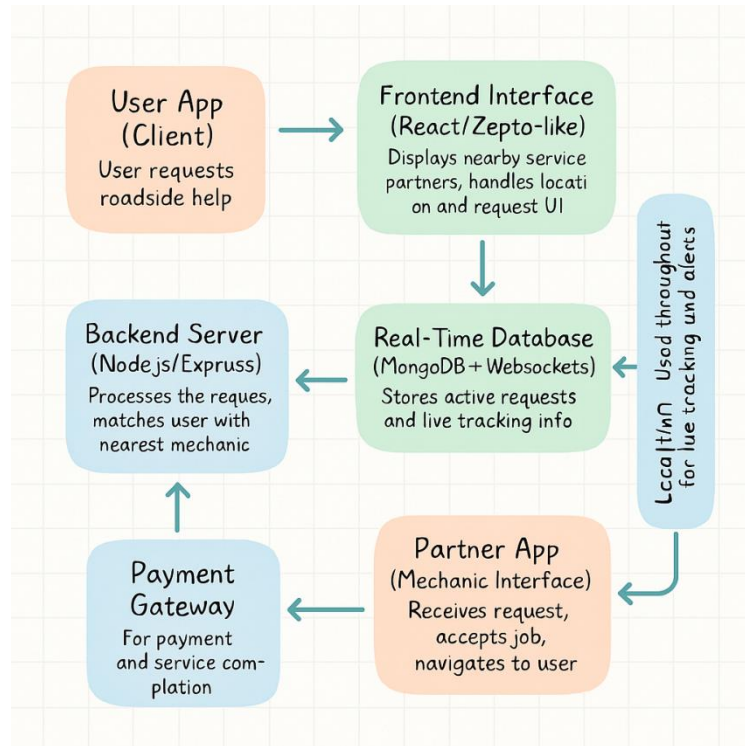 User App
(Client)
User requests
roadside help
Frontend Interface
(React/Zepto-like)
Displays nearby service
partners, handles locati
on and request UI
Used throughout
for lue tracking und alerts
Real-Time Database
(MongoDB + Websockets)
Stores active requests
and live tracking info
Backend Server
(Node js/Expruss)
Processes the reques,
matches user with
nearest mechanic
Partner App
(Mechanic Interface)
Receives request,
accepts job,
navigates to user
Payment
Gateway
For payment
and service com-
plation